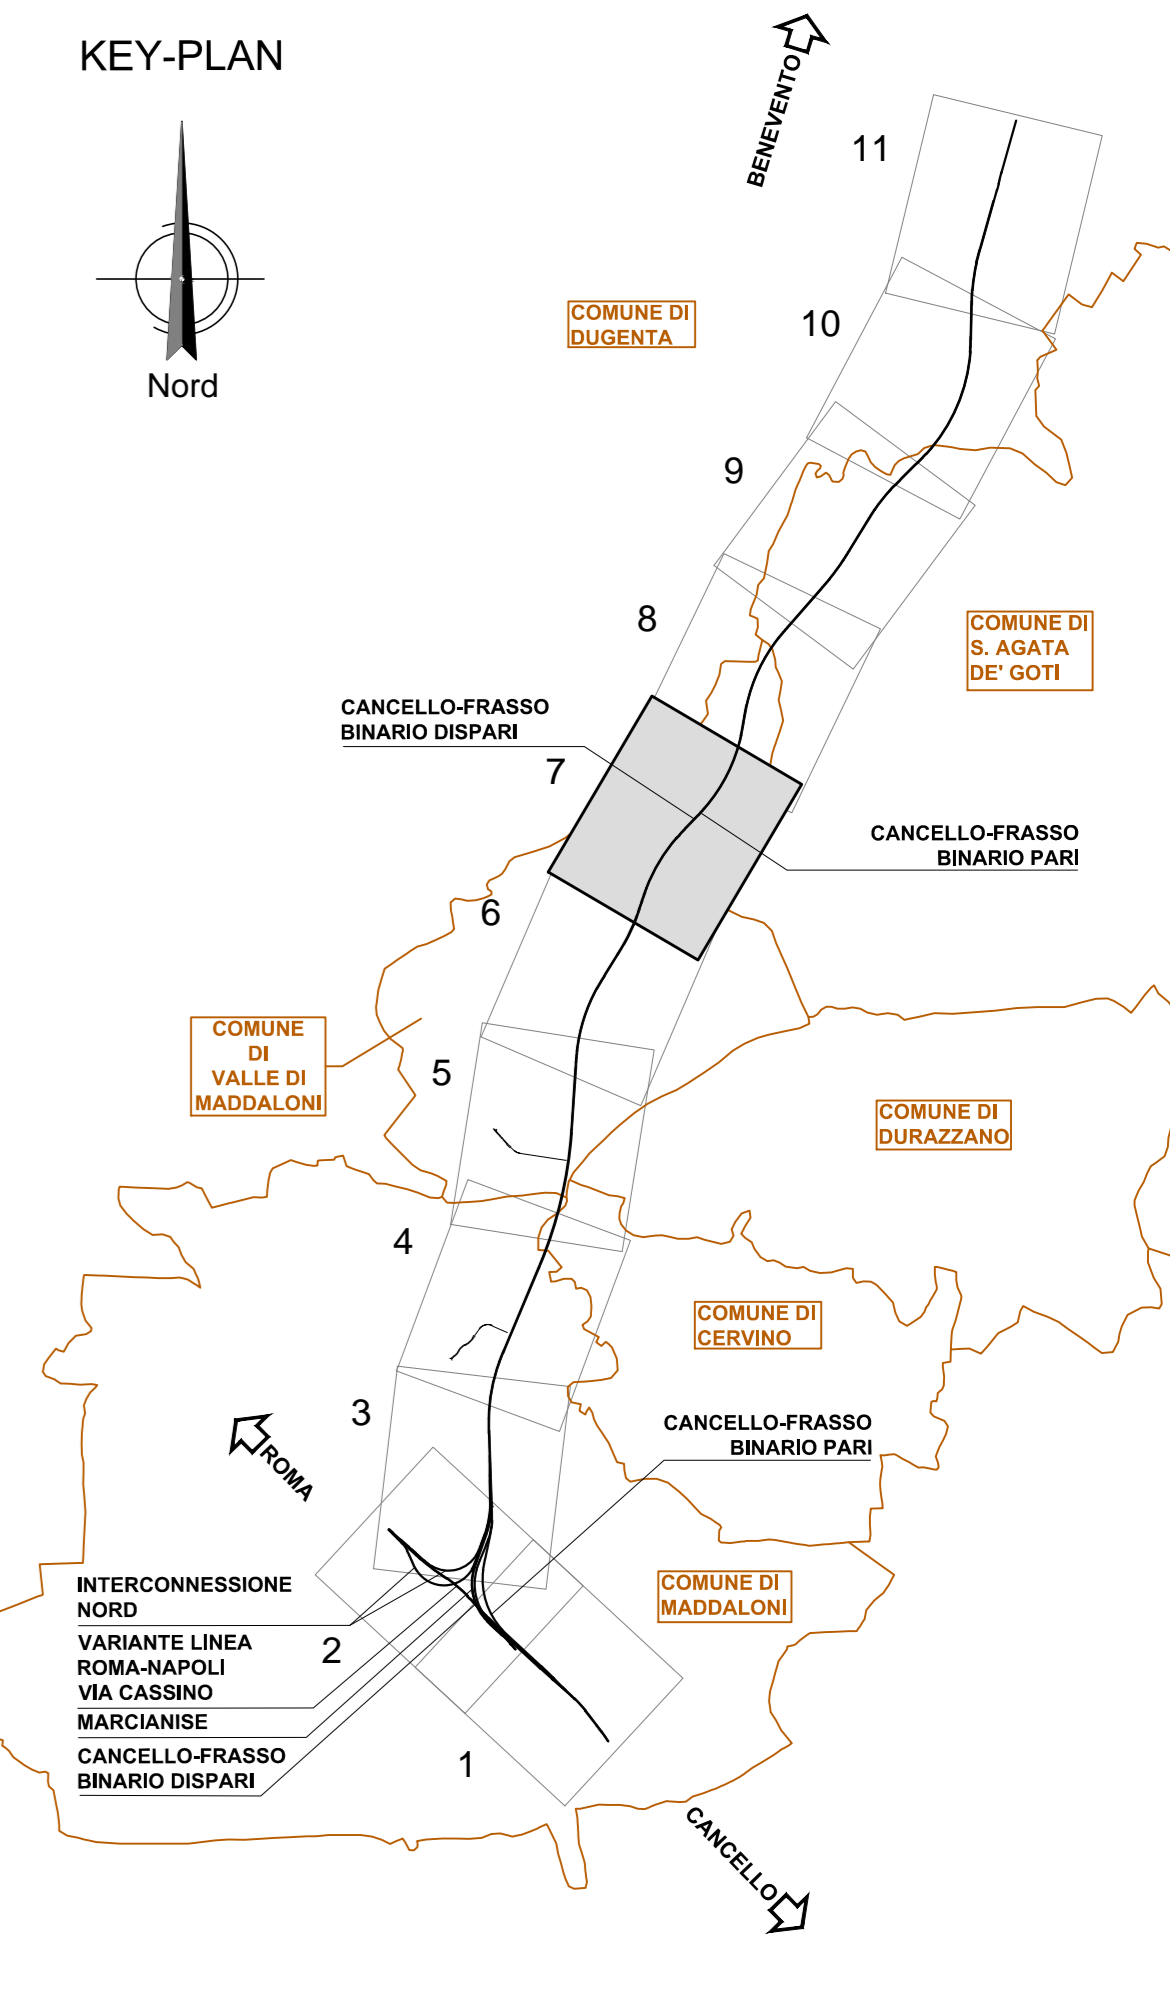 KEY-PLAN
BENEVENTO
11
Nord
COMUNE DI
DUGENTA
10
9
8
COMUNE DI
S. AGATA
DE' GOTI
CANCELLO-FRASSO
BINARIO DISPARI
7
CANCELLO-FRASSO
BINARIO PARI
6
COMUNE
DI
VALLE DI
MADDALONI
5
COMUNE DI
DURAZZANO
4
COMUNE DI
CERVINO
3
CANCELLO-FRASSO
BINARIO PARI
ROMA
INTERCONNESSIONE
NORD
COMUNE DI
MADDALONI
2
VARIANTE LINEA
ROMA-NAPOLI
VIA CASSINO
MARCIANISE
CANCELLO-FRASSO
BINARIO DISPARI
1
CANCELLO